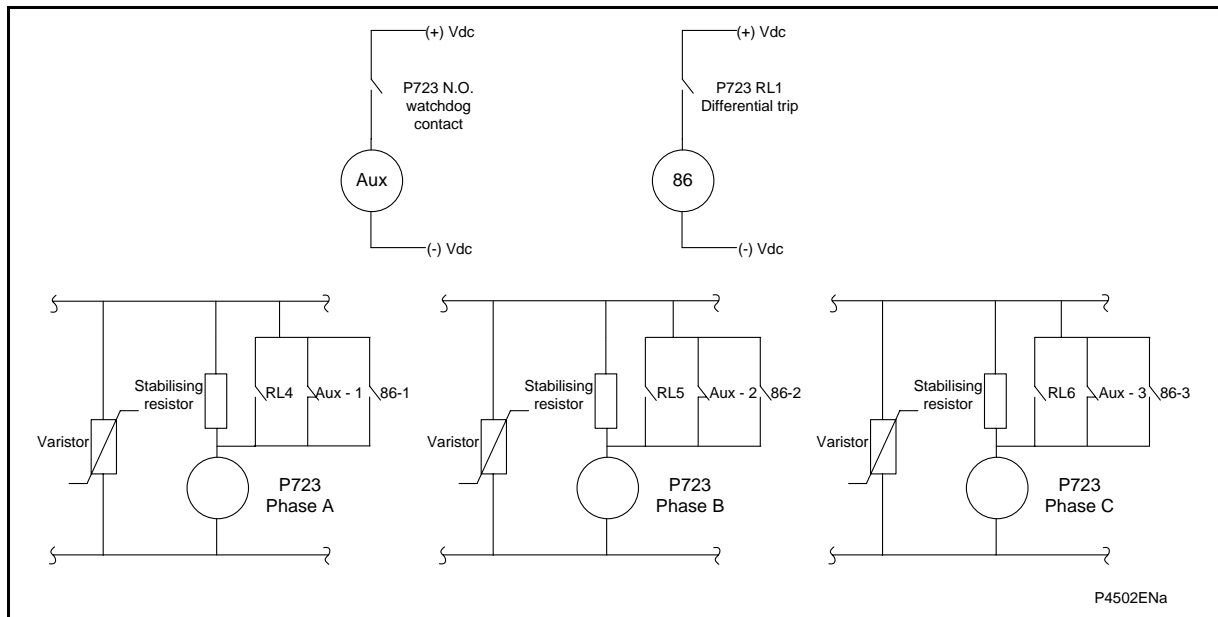 (+) Vdc
P723 N.O.
watchdog
contact
Aux
(-) Vdc
(+) Vdc
P723 RL1
Differential trip
86
(-) Vdc
Stabilising
resistor
RL4
Aux - 1
86-1
Varistor
P723
Phase A
Stabilising
resistor
RL5
Aux - 2
86-2
Varistor
P723
Phase B
Stabilising
resistor
RL6
Aux - 3
86-3
Varistor
P723
Phase C
P4502ENa